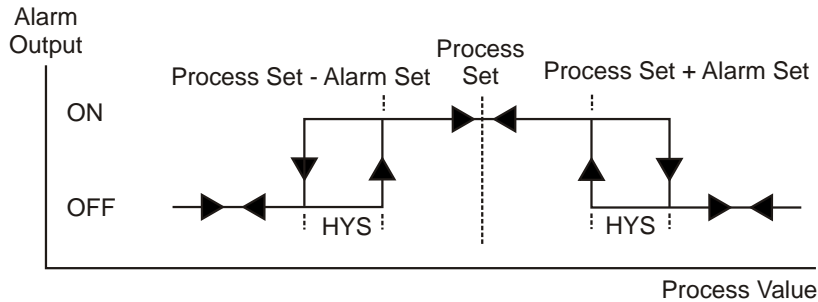 Alarm
Output
Process
Set
Process Set - Alarm Set
Process Set + Alarm Set
ON
OFF
HYS
HYS
Process Value